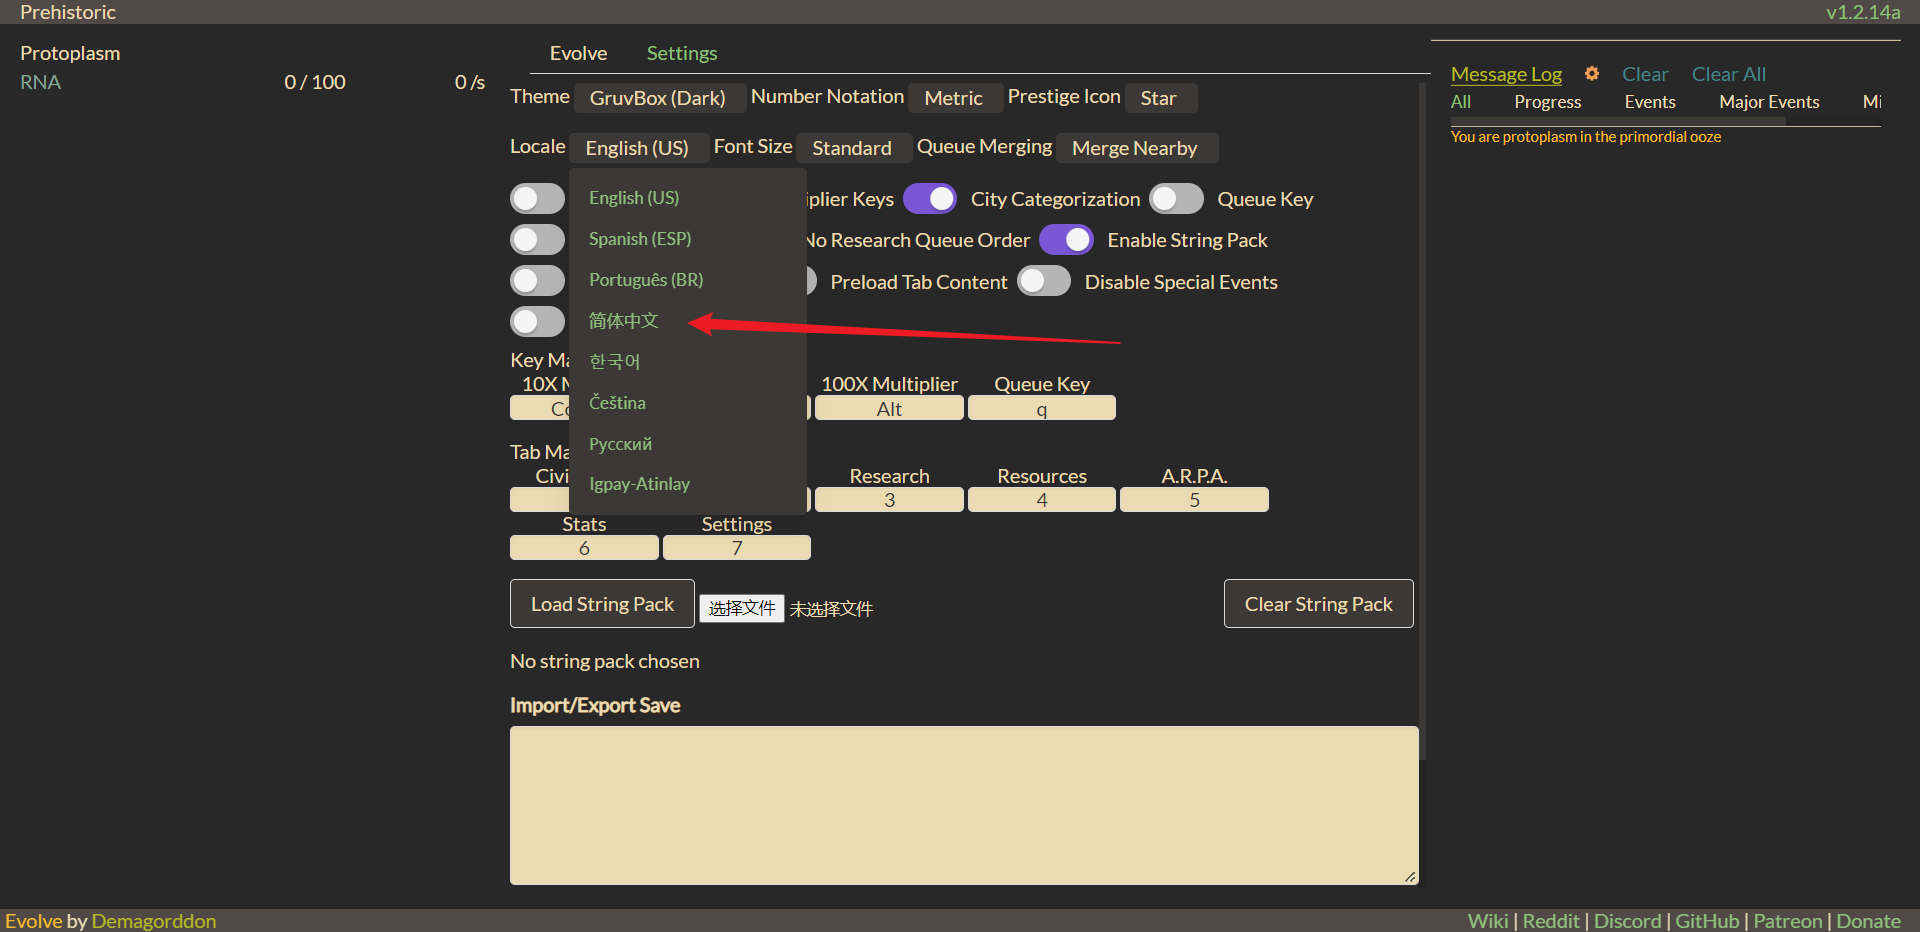 Prehistoric v1.2.14a
Protoplasm
RNA 0 / 100 0 /s
Evolve Settings
Theme GruvBox (Dark) Number Notation Metric Prestige Icon Star
Locale English (US) Font Size Standard Queue Merging Merge Nearby
English (US)
Spanish (ESP)
Português (BR)
简体中文
한국어
Čeština
Русский
Igpay-Atinlay
Keys City Categorization Queue Key
No Research Queue Order Enable String Pack
Preload Tab Content Disable Special Events
Key
10X 100X Multiplier Queue Key
Alt q
Tab
Research Resources A.R.P.A.
3 4 5
Stats Settings
6 7
Load String Pack 选择文件 未选择文件 Clear String Pack
No string pack chosen
Import/Export Save
Message Log Clear Clear All
All Progress Events Major Events
You are protoplasm in the primordial ooze
Evolve by Demagorddon
Wiki | Reddit | Discord | GitHub | Patreon | Donate